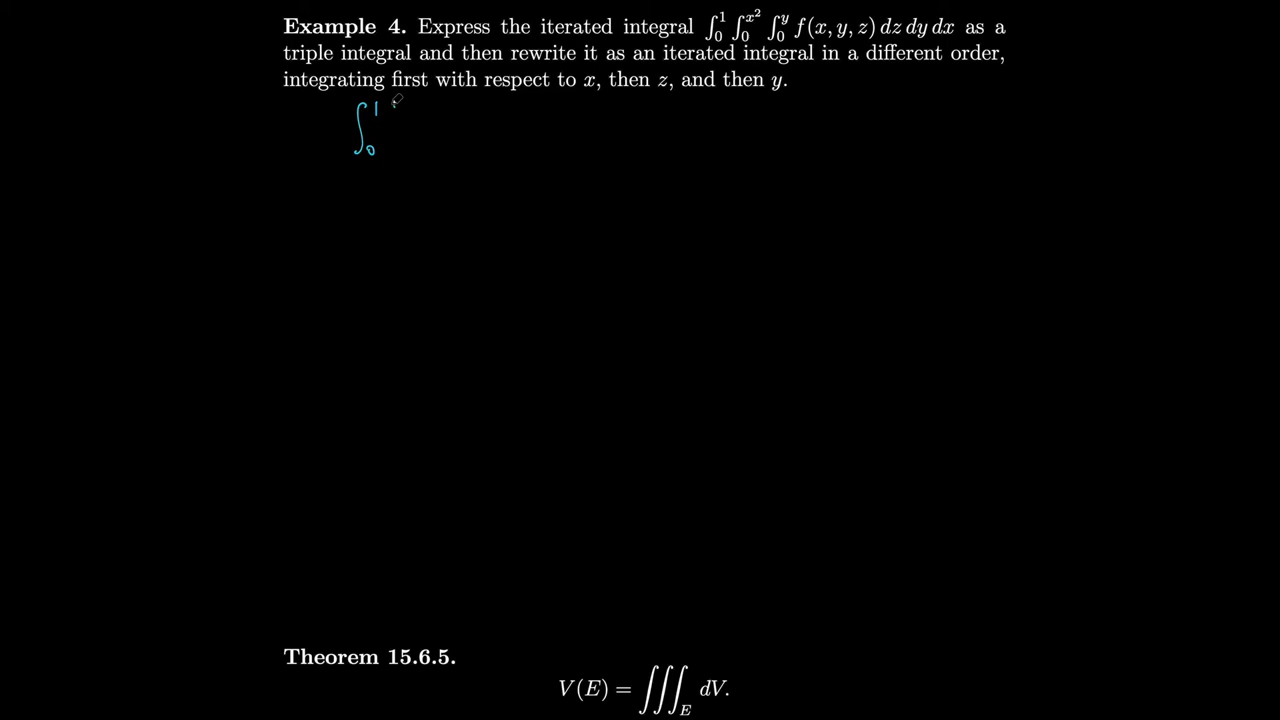 Example 4. Express the iterated integral ∫₀¹ ∫₀^{x²} ∫₀^y f(x, y, z) dz dy dx as a
triple integral and then rewrite it as an iterated integral in a different order,
integrating first with respect to x, then z, and then y.
∫₀¹
Theorem 15.6.5.
V(E) = ∭_E dV.